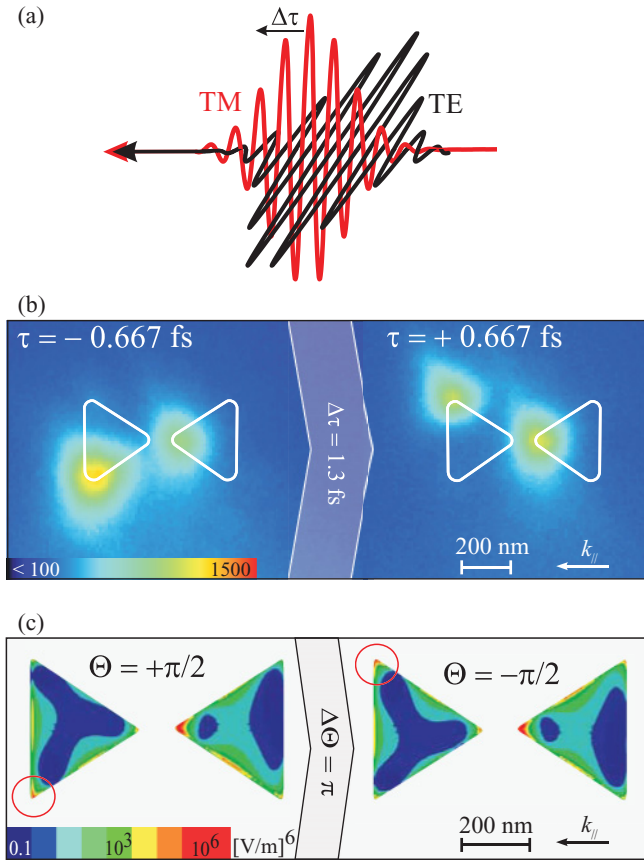 (a)
Δτ
TM
TE
(b)
τ = − 0.667 fs
τ = + 0.667 fs
Δτ = 1.3 fs
< 100
1500
200 nm
k//
(c)
Θ = +π/2
Θ = −π/2
ΔΘ = π
0.1
10³
10⁶
[V/m]⁶
200 nm
k//